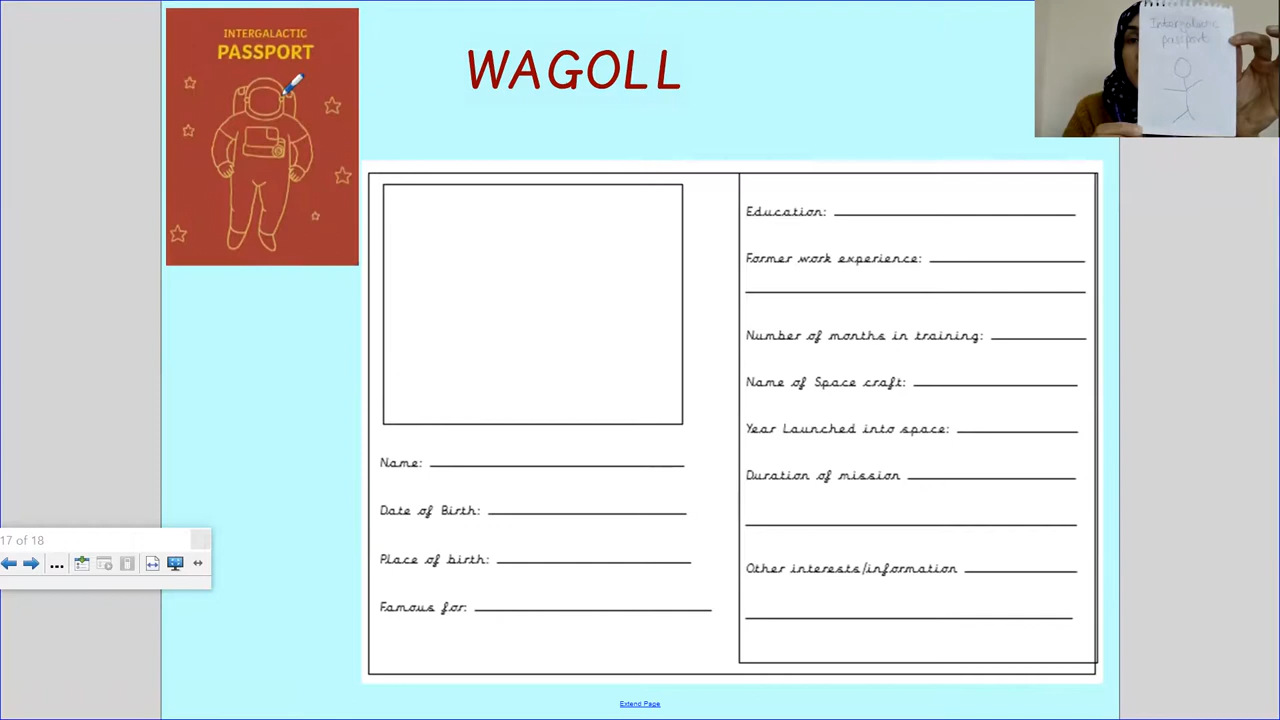 INTERGALACTIC
PASSPORT
WAGOLL
Intergalactic
passport
Education:
Former work experience:
Number of months in training:
Name of Space craft:
Year Launched into space:
Duration of mission
Other interests/information
Name:
Date of Birth:
Place of birth:
Famous for:
17 of 18
...
Extend Page